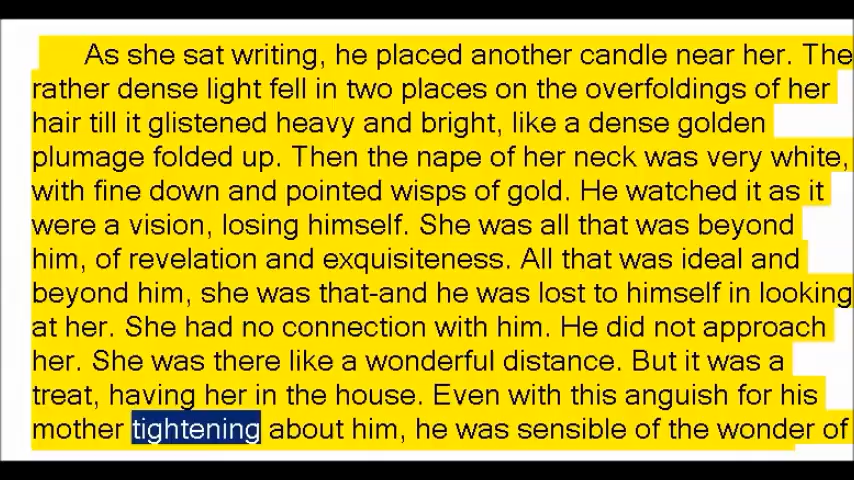 As she sat writing, he placed another candle near her. The
rather dense light fell in two places on the overfoldings of her
hair till it glistened heavy and bright, like a dense golden
plumage folded up. Then the nape of her neck was very white,
with fine down and pointed wisps of gold. He watched it as it
were a vision, losing himself. She was all that was beyond
him, of revelation and exquisiteness. All that was ideal and
beyond him, she was that-and he was lost to himself in looking
at her. She had no connection with him. He did not approach
her. She was there like a wonderful distance. But it was a
treat, having her in the house. Even with this anguish for his
mother tightening about him, he was sensible of the wonder of